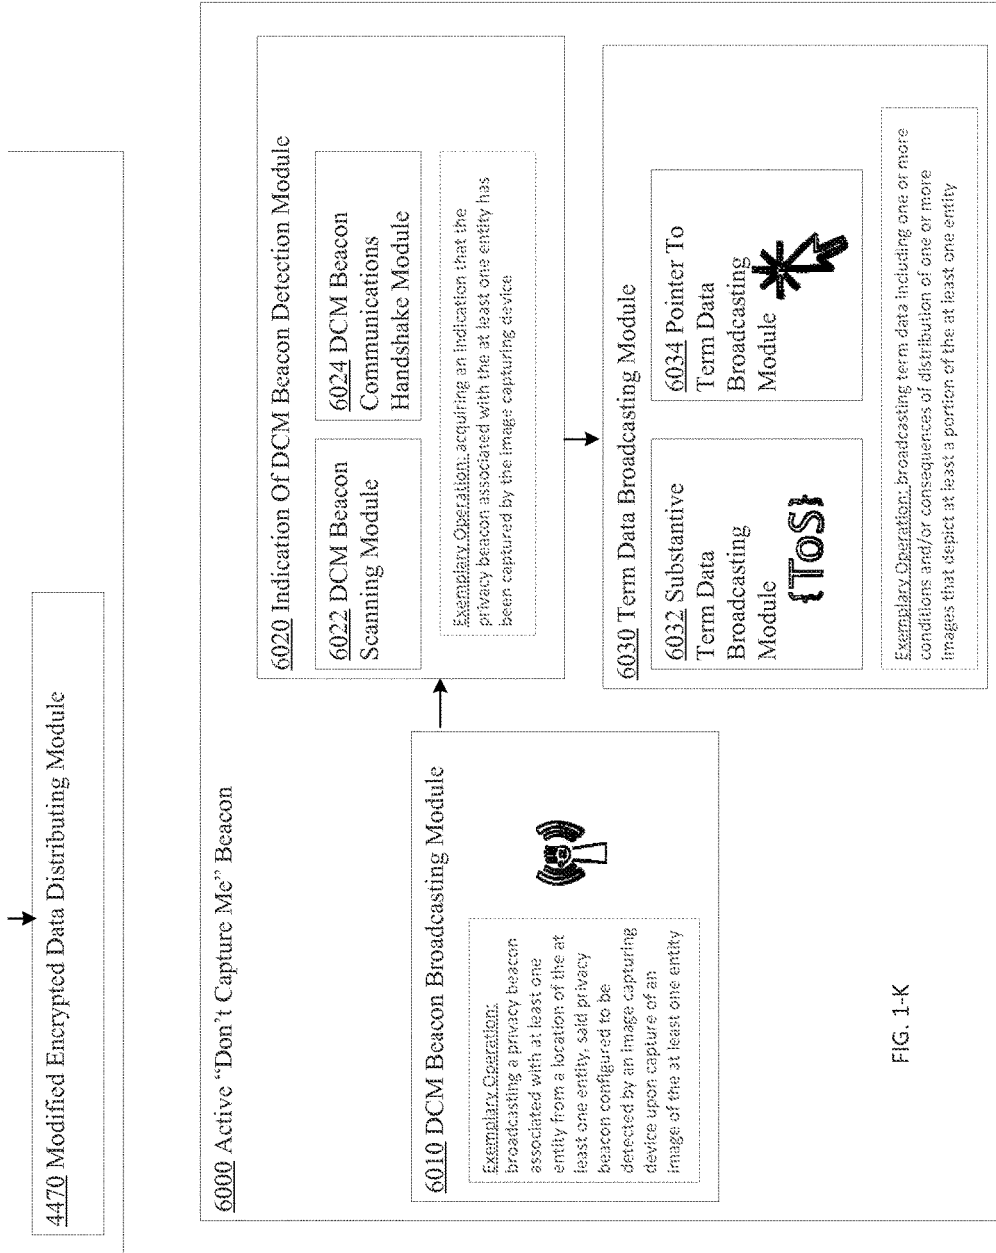 4470 Modified Encrypted Data Distributing Module
6000 Active “Don’t Capture Me” Beacon
6010 DCM Beacon Broadcasting Module
Exemplary Operation:
broadcasting a privacy beacon
associated with at least one
entity from a location of the at
least one entity, said privacy
beacon configured to be
detected by an image capturing
device upon capture of an
image of the at least one entity
6020 Indication Of DCM Beacon Detection Module
6022 DCM Beacon
Scanning Module
6024 DCM Beacon
Communications
Handshake Module
Exemplary Operation: acquiring an indication that the
privacy beacon associated with the at least one entity has
been captured by the image capturing device
6030 Term Data Broadcasting Module
6032 Substantive
Term Data
Broadcasting
Module
{ToS}
6034 Pointer To
Term Data
Broadcasting
Module
Exemplary Operation: broadcasting term data including one or more
conditions and/or consequences of distribution of one or more
images that depict at least a portion of the at least one entity
FIG. 1-K